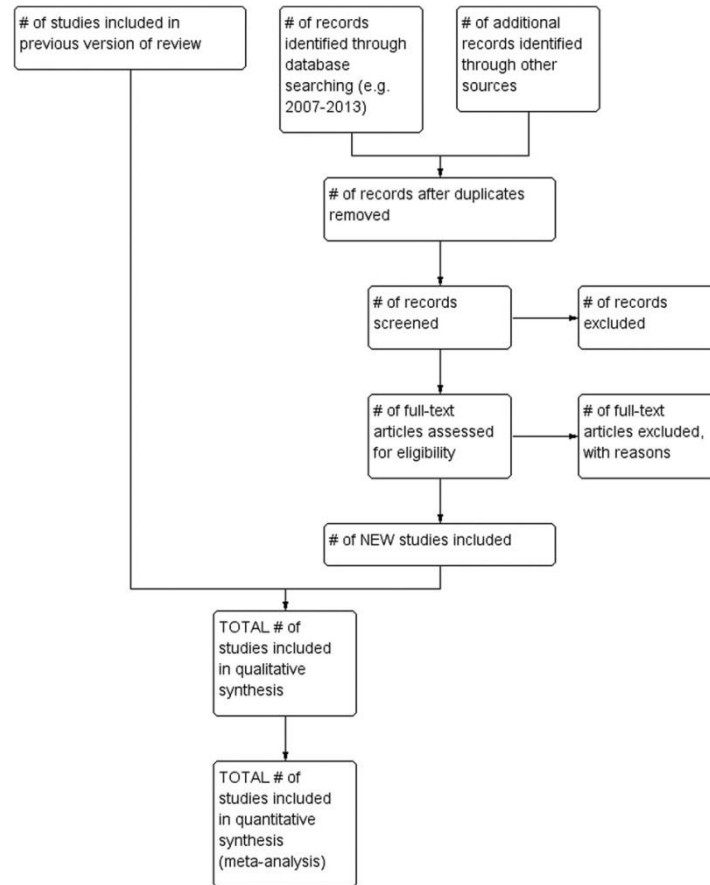 # of studies included in
previous version of review
# of records
identified through
database
searching (e.g.
2007-2013)
# of additional
records identified
through other
sources
# of records after duplicates
removed
# of records
screened
# of records
excluded
# of full-text
articles assessed
for eligibility
# of full-text
articles excluded,
with reasons
# of NEW studies included
TOTAL # of
studies included
in qualitative
synthesis
TOTAL # of
studies included
in quantitative
synthesis
(meta-analysis)